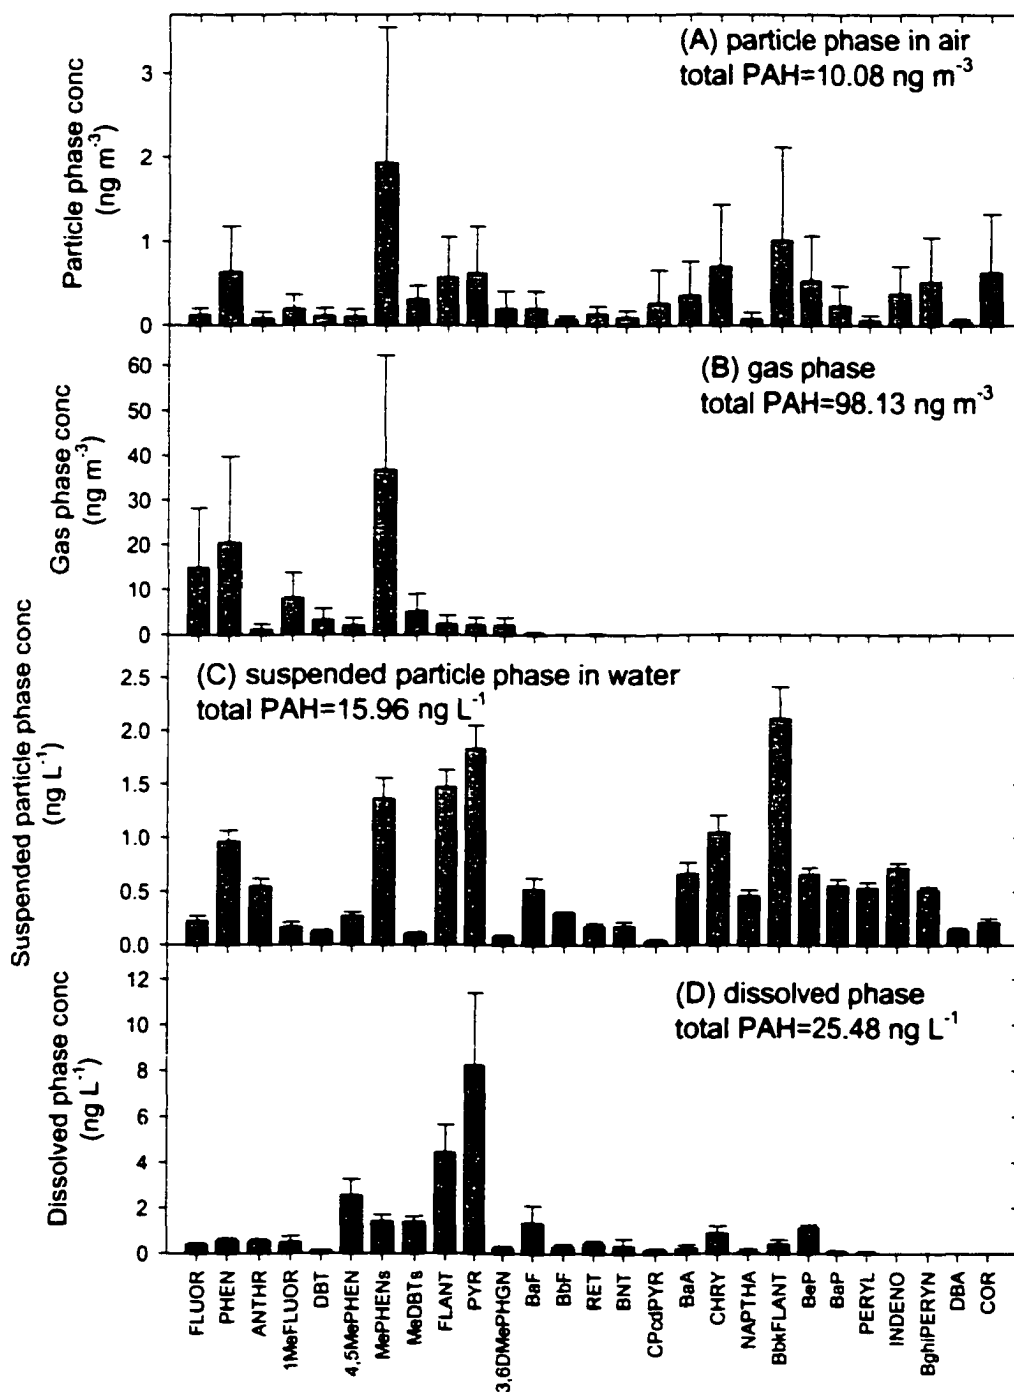 (A) particle phase in air
total PAH=10.08 ng m-3
Particle phase conc
(ng m-3)
3
2
1
0
(B) gas phase
total PAH=98.13 ng m-3
Gas phase conc
(ng m-3)
60
50
40
30
20
10
0
(C) suspended particle phase in water
total PAH=15.96 ng L-1
Suspended particle phase conc
(ng L-1)
2.5
2.0
1.5
1.0
0.5
0.0
(D) dissolved phase
total PAH=25.48 ng L-1
Dissolved phase conc
(ng L-1)
12
10
8
6
4
2
0
FLUOR
PHEN
ANTHR
1MeFLUOR
DBT
4,5MePHEN
MePHENs
MeDBTs
FLANT
PYR
3,6DMePHGN
BaF
BbF
RET
BNT
CPcdPYR
BaA
CHRY
NAPTHA
BbkFLANT
BeP
BaP
PERYL
INDENO
BghiPERYN
DBA
COR